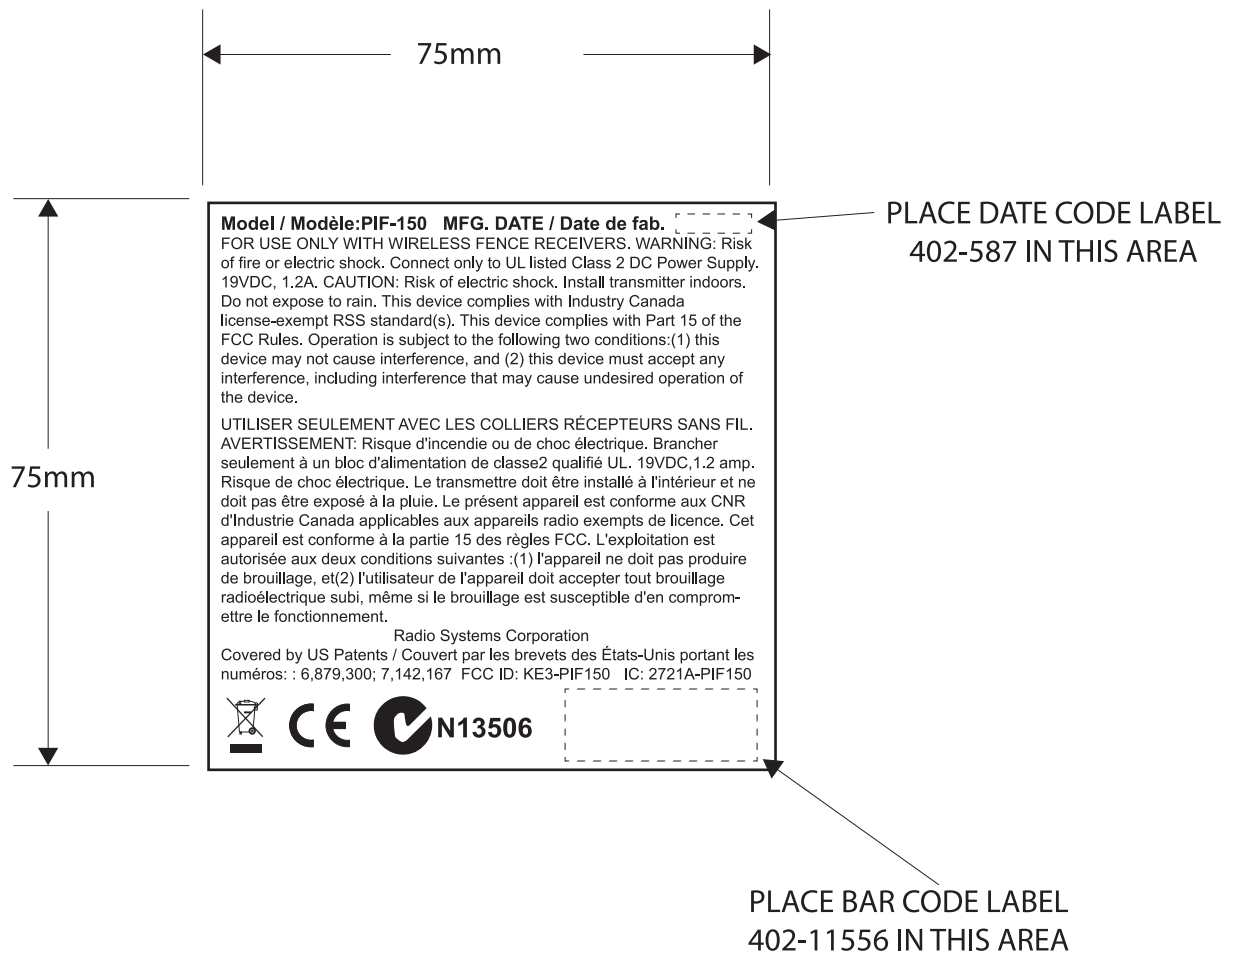 75mm
75mm
Model / Modèle:PIF-150 MFG. DATE / Date de fab.
FOR USE ONLY WITH WIRELESS FENCE RECEIVERS. WARNING: Risk
of fire or electric shock. Connect only to UL listed Class 2 DC Power Supply.
19VDC, 1.2A. CAUTION: Risk of electric shock. Install transmitter indoors.
Do not expose to rain. This device complies with Industry Canada
license-exempt RSS standard(s). This device complies with Part 15 of the
FCC Rules. Operation is subject to the following two conditions:(1) this
device may not cause interference, and (2) this device must accept any
interference, including interference that may cause undesired operation of
the device.
UTILISER SEULEMENT AVEC LES COLLIERS RÉCEPTEURS SANS FIL.
AVERTISSEMENT: Risque d'incendie ou de choc électrique. Brancher
seulement à un bloc d'alimentation de classe2 qualifié UL. 19VDC,1.2 amp.
Risque de choc électrique. Le transmettre doit être installé à l'intérieur et ne
doit pas être exposé à la pluie. Le présent appareil est conforme aux CNR
d'Industrie Canada applicables aux appareils radio exempts de licence. Cet
appareil est conforme à la partie 15 des règles FCC. L'exploitation est
autorisée aux deux conditions suivantes :(1) l'appareil ne doit pas produire
de brouillage, et(2) l'utilisateur de l'appareil doit accepter tout brouillage
radioélectrique subi, même si le brouillage est susceptible d'en comprom-
ettre le fonctionnement.
Radio Systems Corporation
Covered by US Patents / Couvert par les brevets des États-Unis portant les
numéros: : 6,879,300; 7,142,167 FCC ID: KE3-PIF150 IC: 2721A-PIF150
CE N13506
PLACE DATE CODE LABEL
402-587 IN THIS AREA
PLACE BAR CODE LABEL
402-11556 IN THIS AREA